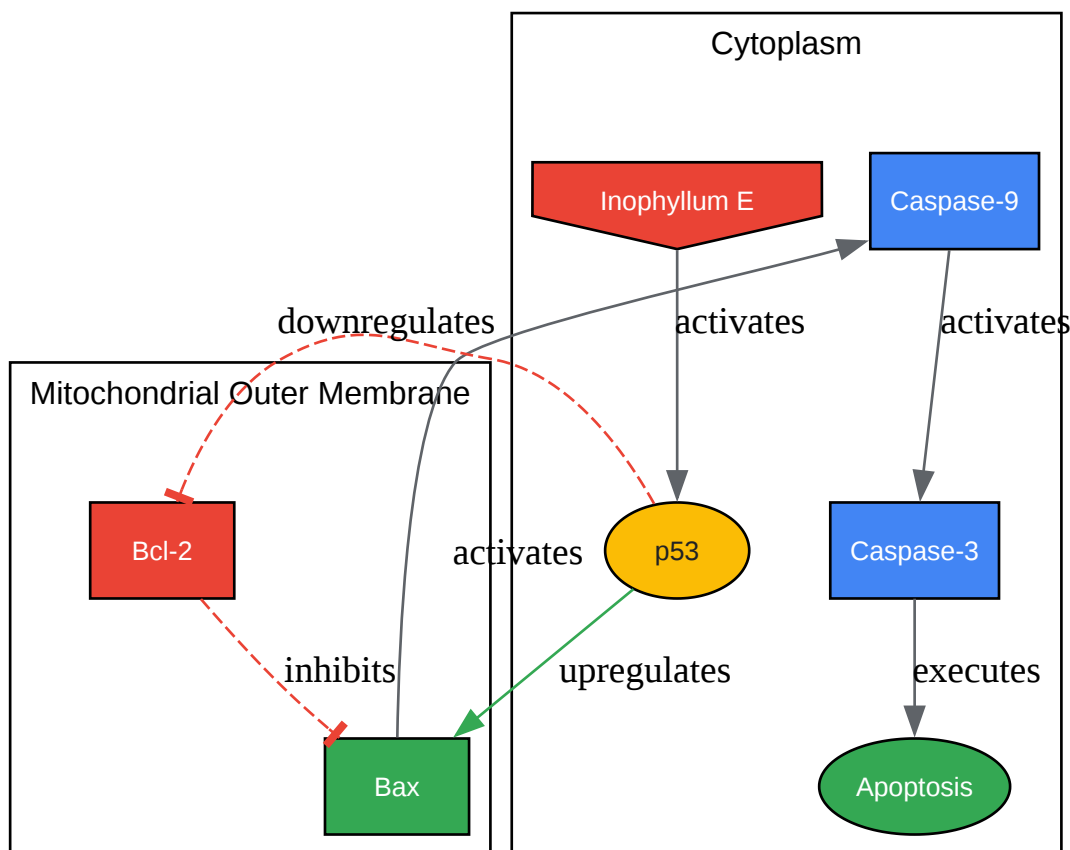 Cytoplasm
Inophyllum E
Caspase-9
downregulates
activates
activates
Mitochondrial Outer Membrane
Bcl-2
activates
p53
Caspase-3
inhibits
upregulates
executes
Bax
Apoptosis